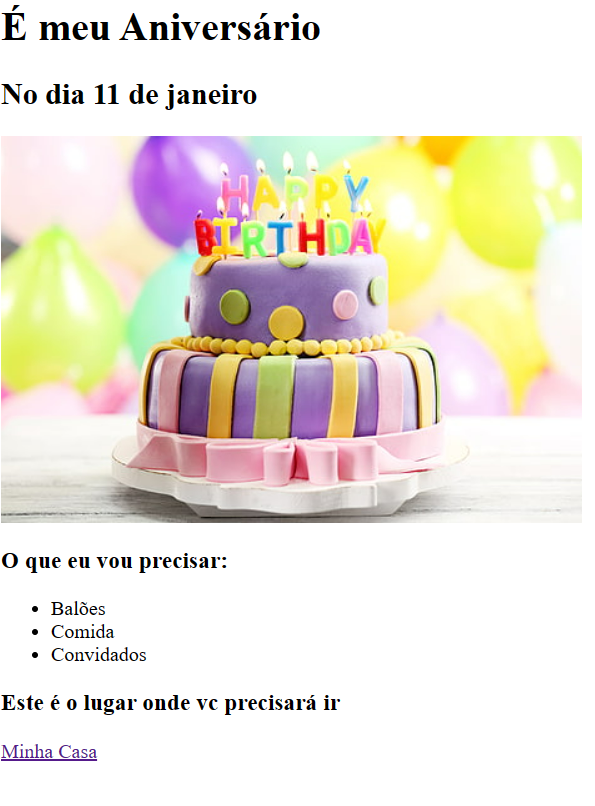 É meu Aniversário
No dia 11 de janeiro
HAPPY
BIRTHDAY
O que eu vou precisar:
Balões
Comida
Convidados
Este é o lugar onde vc precisará ir
Minha Casa